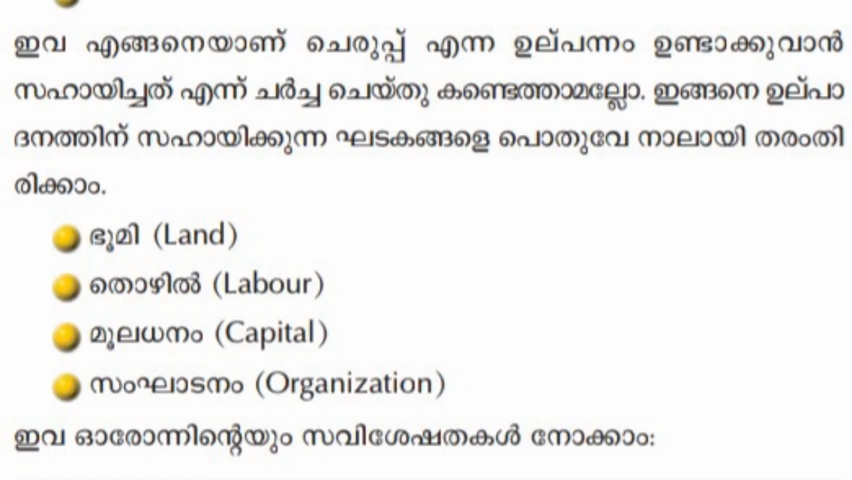 ഇവ എങ്ങനെയാണ് ചെരുപ്പ് എന്ന ഉല്പന്നം ഉണ്ടാക്കുവാൻ
സഹായിച്ചത് എന്ന് ചർച്ച ചെയ്തു കണ്ടെത്താമല്ലോ. ഇങ്ങനെ ഉല്പാ
ദനത്തിന് സഹായിക്കുന്ന ഘടകങ്ങളെ പൊതുവേ നാലായി തരംതി
രിക്കാം.
ഭൂമി (Land)
തൊഴിൽ (Labour)
മൂലധനം (Capital)
സംഘാടനം (Organization)
ഇവ ഓരോന്നിന്റെയും സവിശേഷതകൾ നോക്കാം: